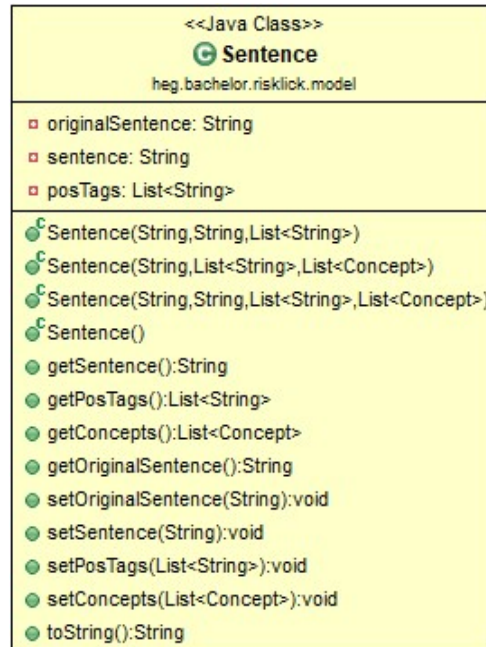 <<Java Class>>
C Sentence
heg.bachelor.risklick.model
originalSentence: String
sentence: String
posTags: List<String>
C Sentence(String,String,List<String>)
C Sentence(String,List<String>,List<Concept>)
C Sentence(String,String,List<String>,List<Concept>)
C Sentence()
getSentence():String
getPosTags():List<String>
getConcepts():List<Concept>
getOriginalSentence():String
setOriginalSentence(String):void
setSentence(String):void
setPosTags(List<String>):void
setConcepts(List<Concept>):void
toString():String